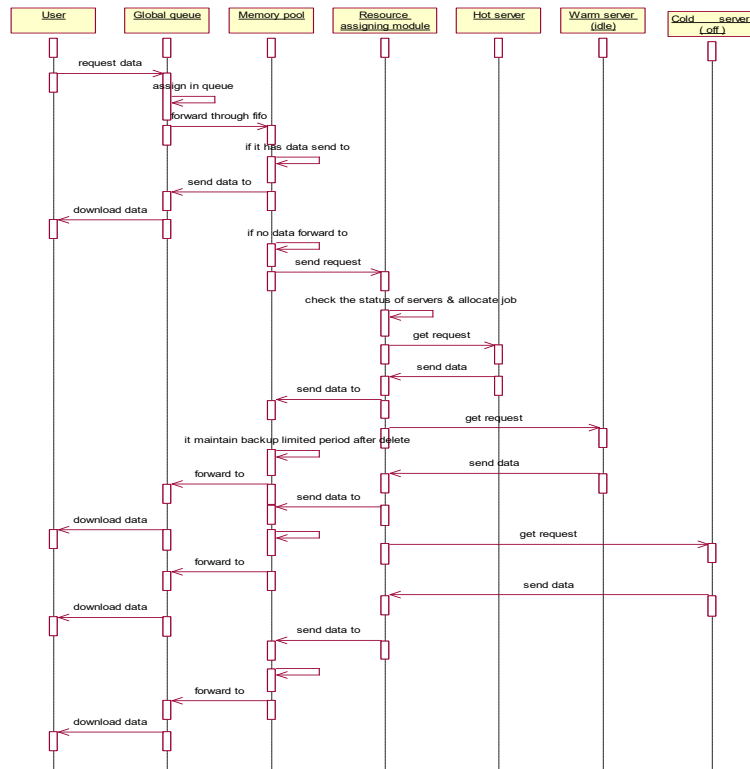 User
Global queue
Memory pool
Resource
assigning module
Hot server
Warm server
(idle)
Cold server
( off )
request data
assign in queue
forward through fifo
if it has data send to
send data to
download data
if no data forward to
send request
check the status of servers & allocate job
get request
send data
send data to
get request
it maintain backup limited period after delete
send data
forward to
send data to
download data
get request
forward to
send data
download data
send data to
forward to
download data